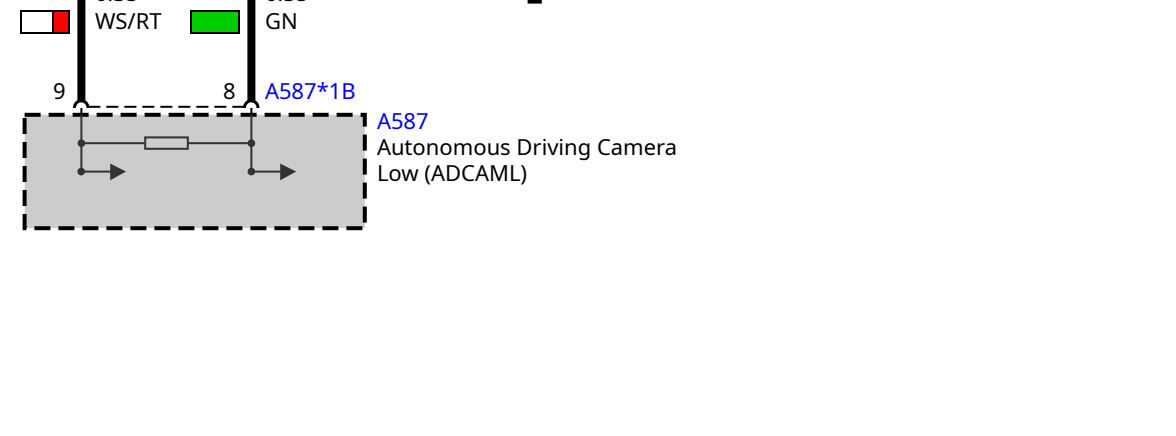 WS/RT
GN
9
8
A587*1B
A587
Autonomous Driving Camera
Low (ADCAML)